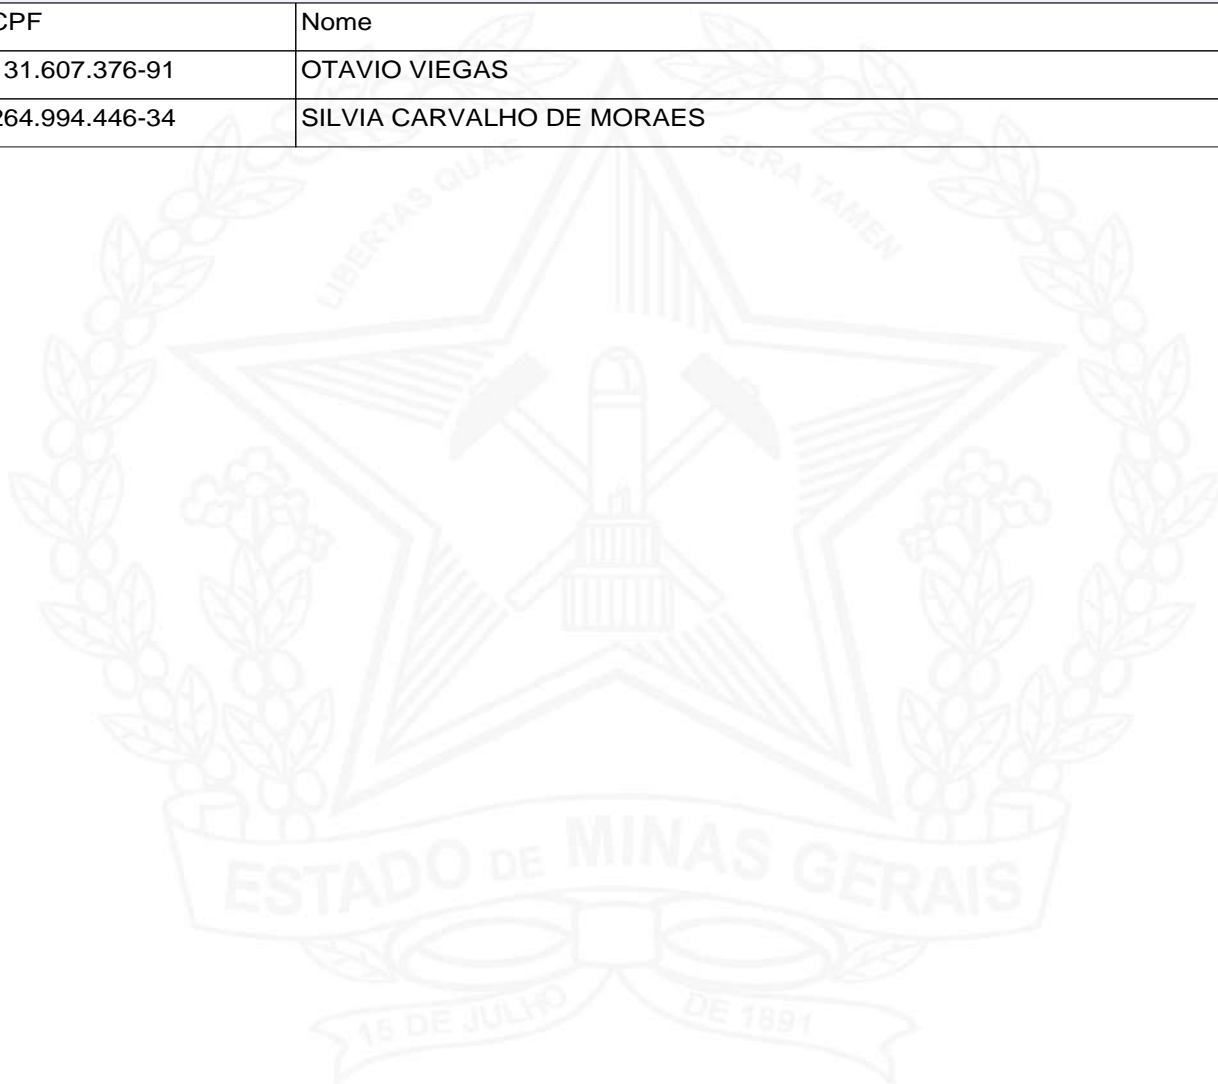 CPF Nome
31.607.376-91 OTAVIO VIEGAS
264.994.446-34 SILVIA CARVALHO DE MORAES
LIBERTAS QUAE SERA TAMEN
ESTADO DE MINAS GERAIS
15 DE JULHO DE 1891